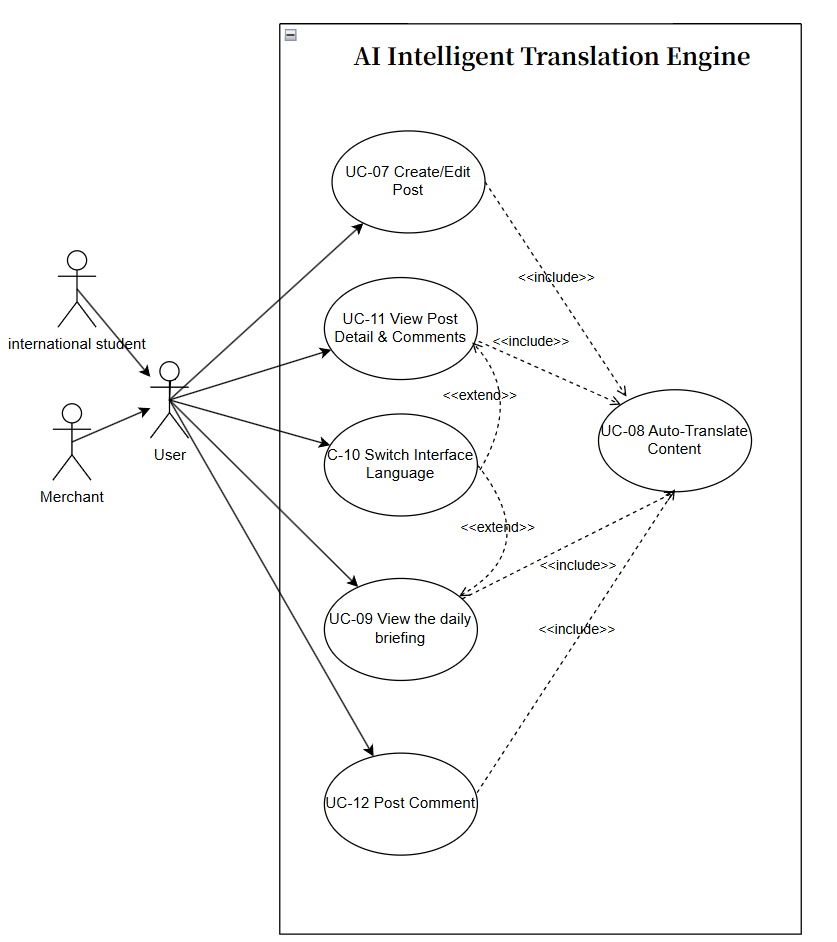 AI Intelligent Translation Engine
UC-07 Create/Edit
Post
<<include>>
international student
UC-11 View Post
Detail & Comments
<<include>>
<<extend>>
User
Merchant
C-10 Switch Interface
Language
UC-08 Auto-Translate
Content
<<extend>>
<<include>>
UC-09 View the daily
briefing
<<include>>
UC-12 Post Comment